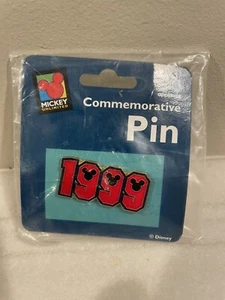 MICKEY
UNLIMITED
Commemorative
Pin
1999
© Disney